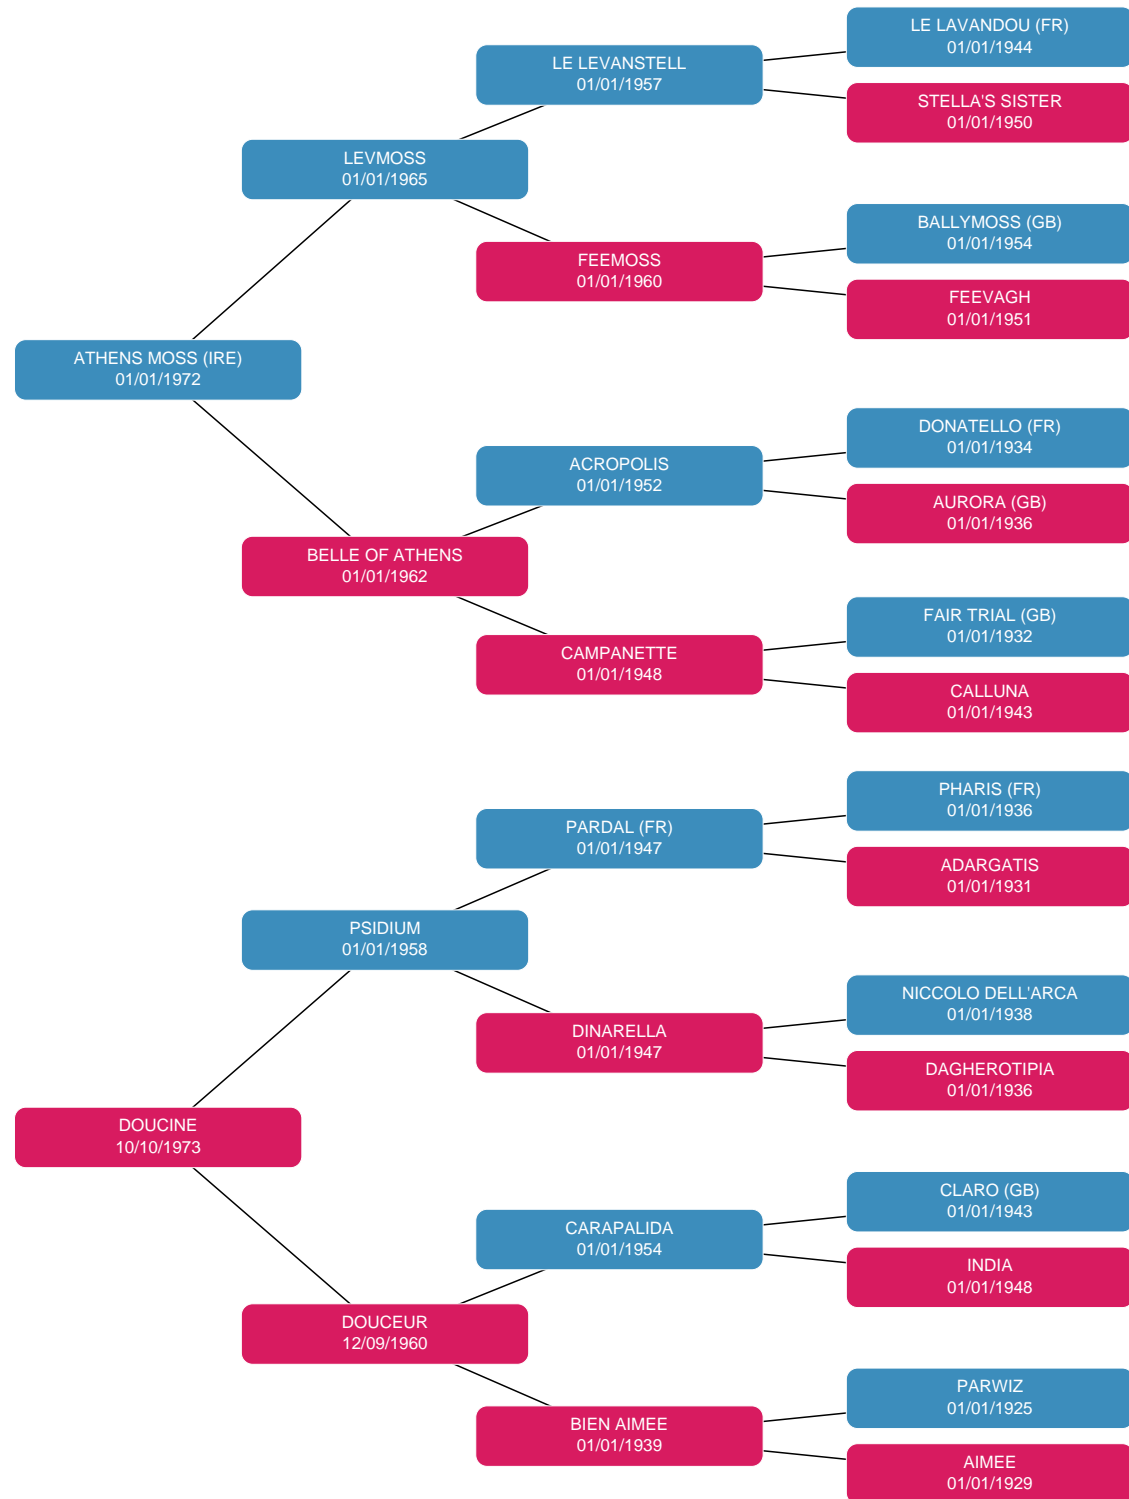 LE LAVANDOU (FR)
01/01/1944
LE LEVANSTELL
01/01/1957
STELLA'S SISTER
01/01/1950
LEVMOSS
01/01/1965
BALLYMOSS (GB)
01/01/1954
FEEMOSS
01/01/1960
FEEVAGH
01/01/1951
ATHENS MOSS (IRE)
01/01/1972
DONATELLO (FR)
01/01/1934
ACROPOLIS
01/01/1952
AURORA (GB)
01/01/1936
BELLE OF ATHENS
01/01/1962
FAIR TRIAL (GB)
01/01/1932
CAMPANETTE
01/01/1948
CALLUNA
01/01/1943
PHARIS (FR)
01/01/1936
PARDAL (FR)
01/01/1947
ADARGATIS
01/01/1931
PSIDIUM
01/01/1958
NICCOLO DELL'ARCA
01/01/1938
DINARELLA
01/01/1947
DAGHEROTIPIA
01/01/1936
DOUCINE
10/10/1973
CLARO (GB)
01/01/1943
CARAPALIDA
01/01/1954
INDIA
01/01/1948
DOUCEUR
12/09/1960
PARWIZ
01/01/1925
BIEN AIMEE
01/01/1939
AIMEE
01/01/1929